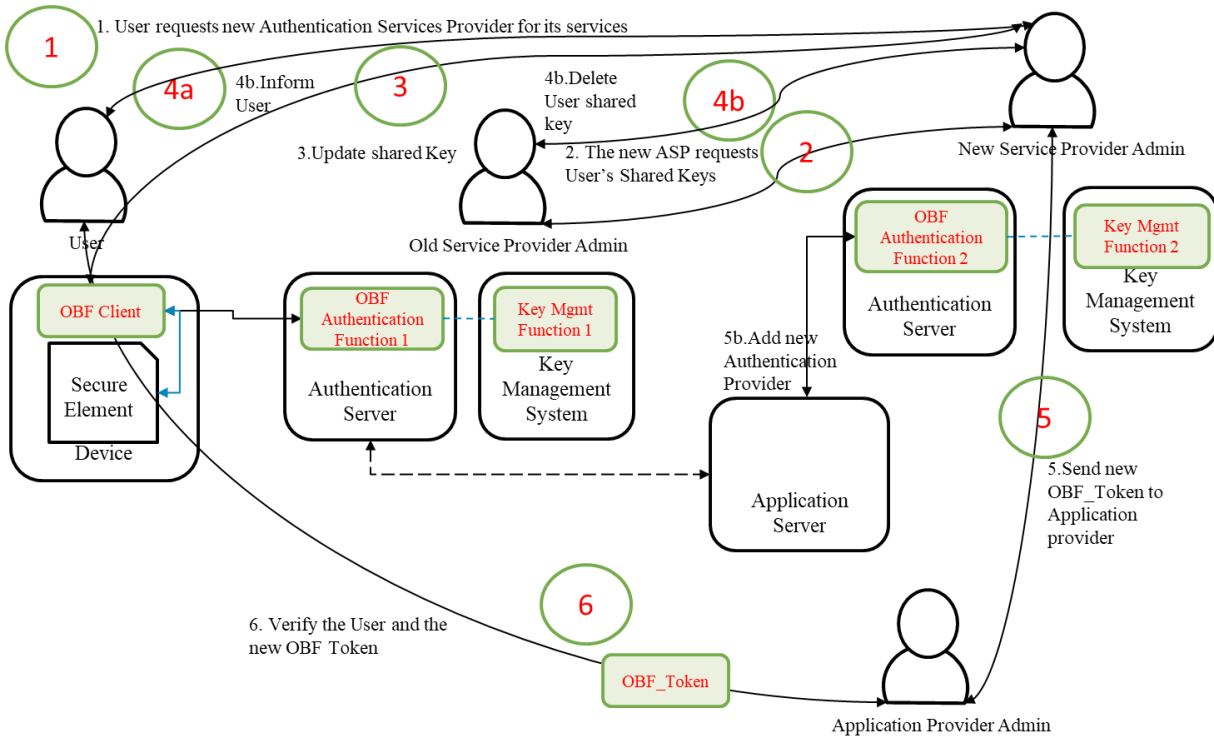 1. User requests new Authentication Services Provider for its services
1
4a
4b.Inform
User
3
4b.Delete
User shared
key
4b
3.Update shared Key
2. The new ASP requests
User's Shared Keys
2
New Service Provider Admin
User
Old Service Provider Admin
OBF Client
Secure
Element
Device
OBF
Authentication
Function 1
Authentication
Server
Key Mgmt
Function 1
Key
Management
System
OBF
Authentication
Function 2
Authentication
Server
Key Mgmt
Function 2
Key
Management
System
5b.Add new
Authentication
Provider
Application
Server
5
5.Send new
OBF_Token to
Application
provider
6
6. Verify the User and the
new OBF Token
OBF_Token
Application Provider Admin